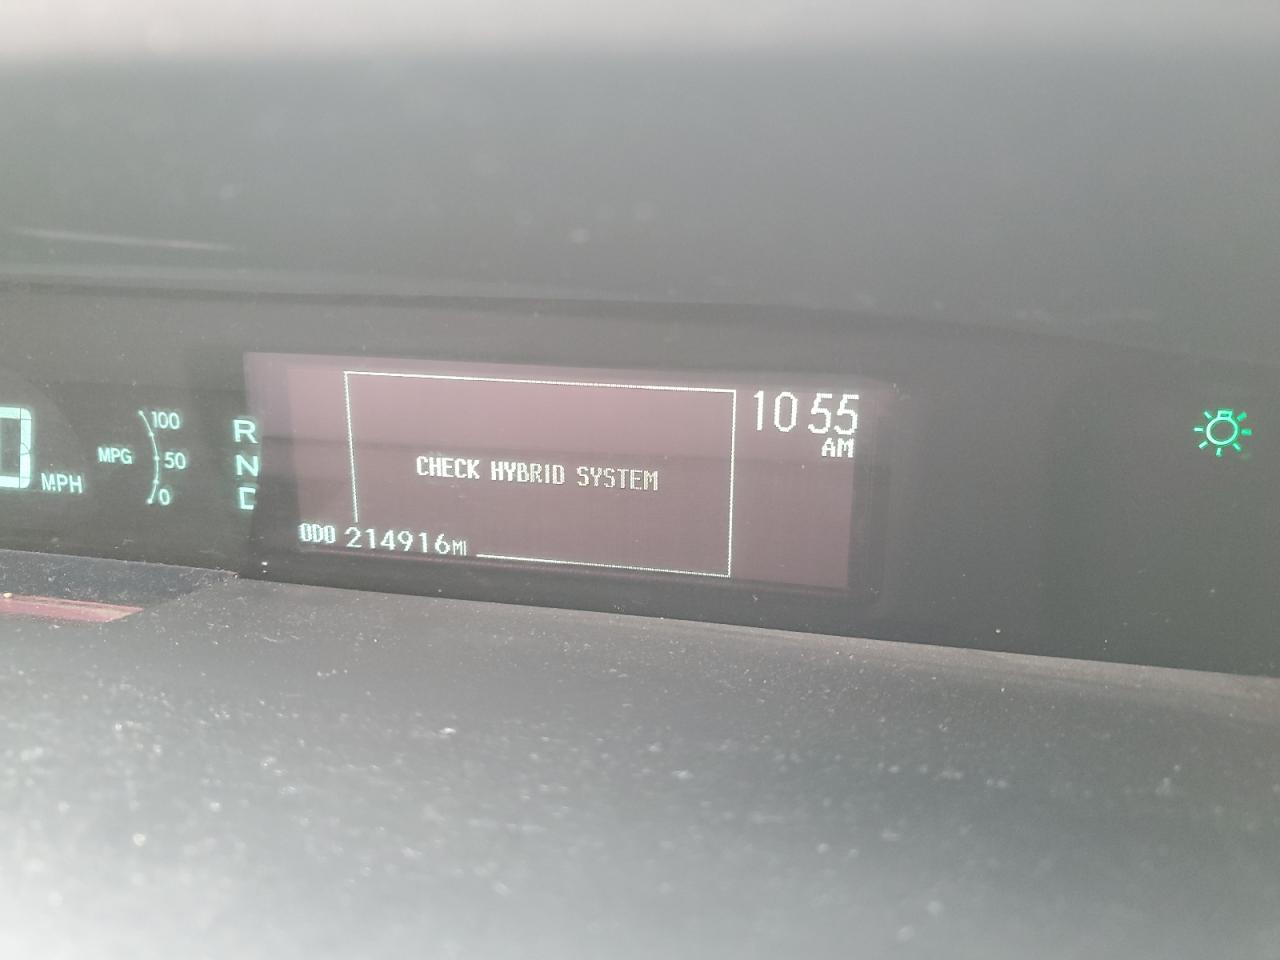 10 55
AM
100
MPG
50
0
MPH
R
N
D
CHECK HYBRID SYSTEM
ODO 214916MI